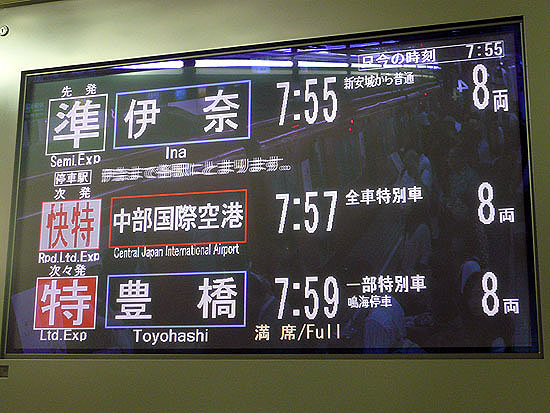 只今の時刻 7:55
先発
準 伊奈 7:55 新安城から普通 8両
Semi.Exp Ina
停車駅
次発
快特 中部国際空港 7:57 全車特別車 8両
Rpd.Ltd.Exp Central Japan International Airport
次々発
特 豊橋 7:59 一部特別車 8両
鳴海停車
Ltd.Exp Toyohashi 満席/Full